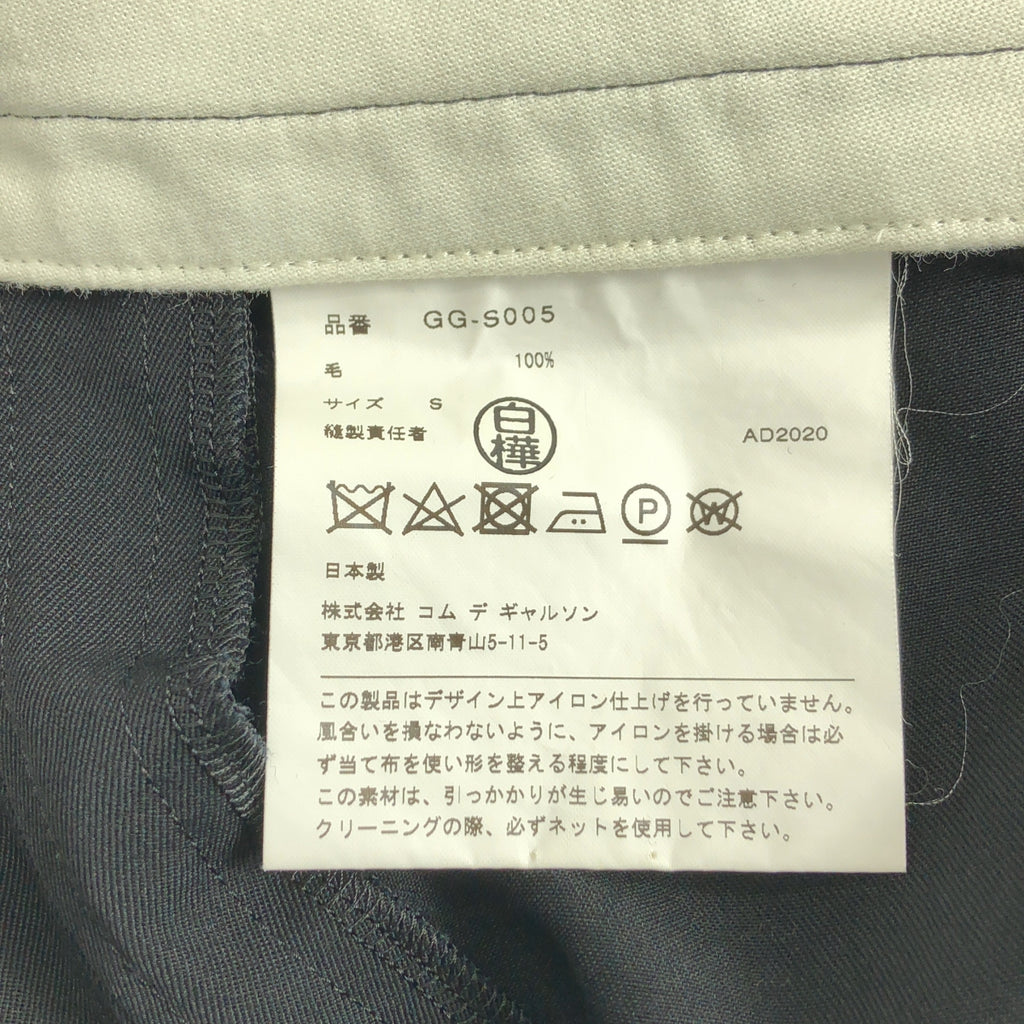 品番 GG-S005
毛 100%
サイズ S
縫製責任者 白樺 AD2020
P W
日本製
株式会社 コム デ ギャルソン
東京都港区南青山5-11-5
この製品はデザイン上アイロン仕上げを行っていません。
風合いを損なわないように、アイロンを掛ける場合は必
ず当て布を使い形を整える程度にして下さい。
この素材は、引っかかりが生じ易いのでご注意下さい。
クリーニングの際、必ずネットを使用して下さい。